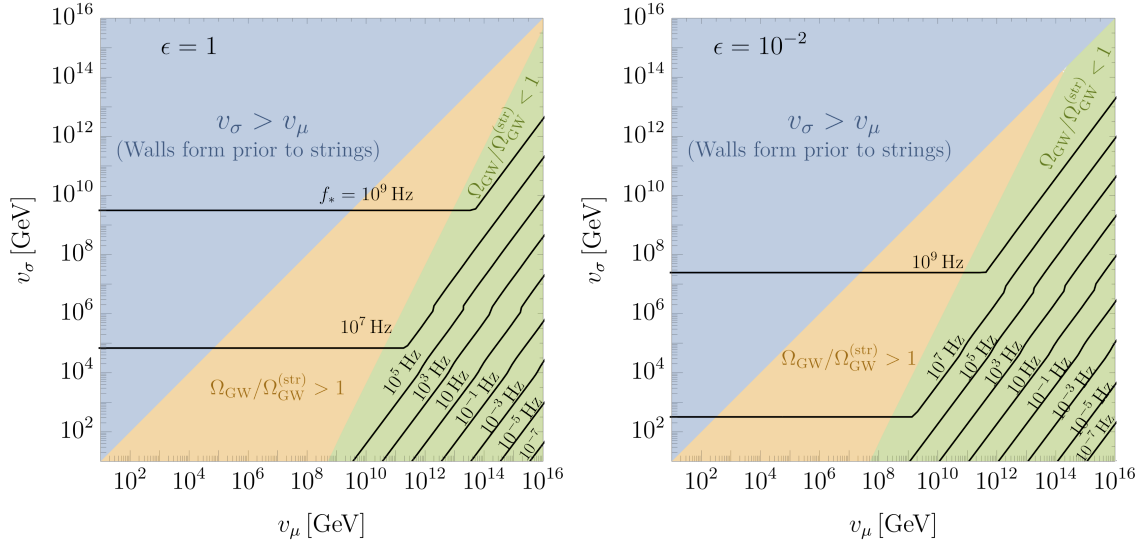 ϵ = 1
v_σ > v_μ
(Walls form prior to strings)
Ω_GW/Ω_GW^(str) < 1
f_* = 10^9 Hz
10^7 Hz
Ω_GW/Ω_GW^(str) > 1
10^5 Hz
10^3 Hz
10 Hz
10^-1 Hz
10^-3 Hz
10^-5 Hz
10^-7
10^16
10^14
10^12
10^10
10^8
10^6
10^4
10^2
v_σ [GeV]
10^2 10^4 10^6 10^8 10^10 10^12 10^14 10^16
v_μ [GeV]
ϵ = 10^-2
v_σ > v_μ
(Walls form prior to strings)
Ω_GW/Ω_GW^(str) < 1
10^9 Hz
Ω_GW/Ω_GW^(str) > 1
10^7 Hz
10^5 Hz
10^3 Hz
10 Hz
10^-1 Hz
10^-3 Hz
10^-5 Hz
10^-7 Hz
10^16
10^14
10^12
10^10
10^8
10^6
10^4
10^2
v_σ [GeV]
10^2 10^4 10^6 10^8 10^10 10^12 10^14 10^16
v_μ [GeV]